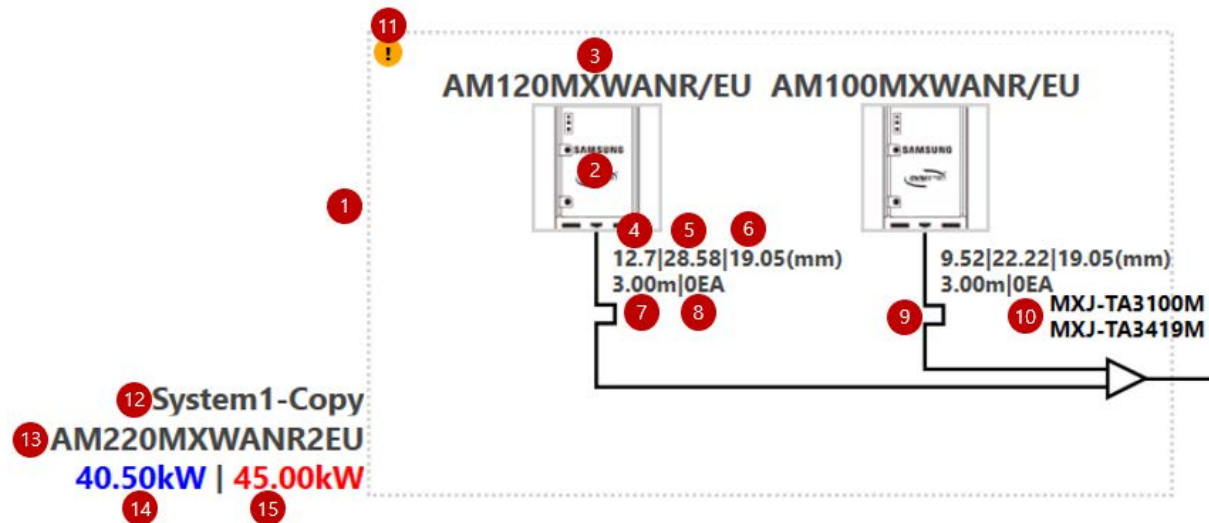 11
!
3
AM120MXWANR/EU AM100MXWANR/EU
SAMSUNG
SAMSUNG
2
1
4 5 6
12.7|28.58|19.05(mm)
3.00m|0EA
7 8
9.52|22.22|19.05(mm)
3.00m|0EA
9
10
MXJ-TA3100M
MXJ-TA3419M
12 System1-Copy
13 AM220MXWANR2EU
40.50kW | 45.00kW
14 15